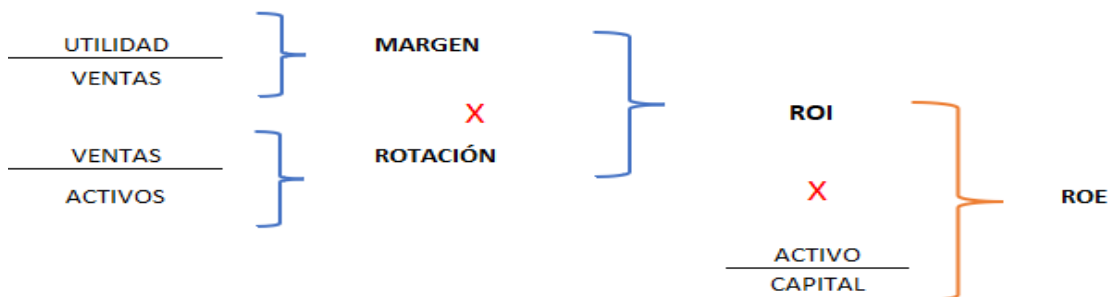 UTILIDAD
VENTAS
MARGEN
X
VENTAS
ACTIVOS
ROTACIÓN
ROI
X
ACTIVO
CAPITAL
ROE